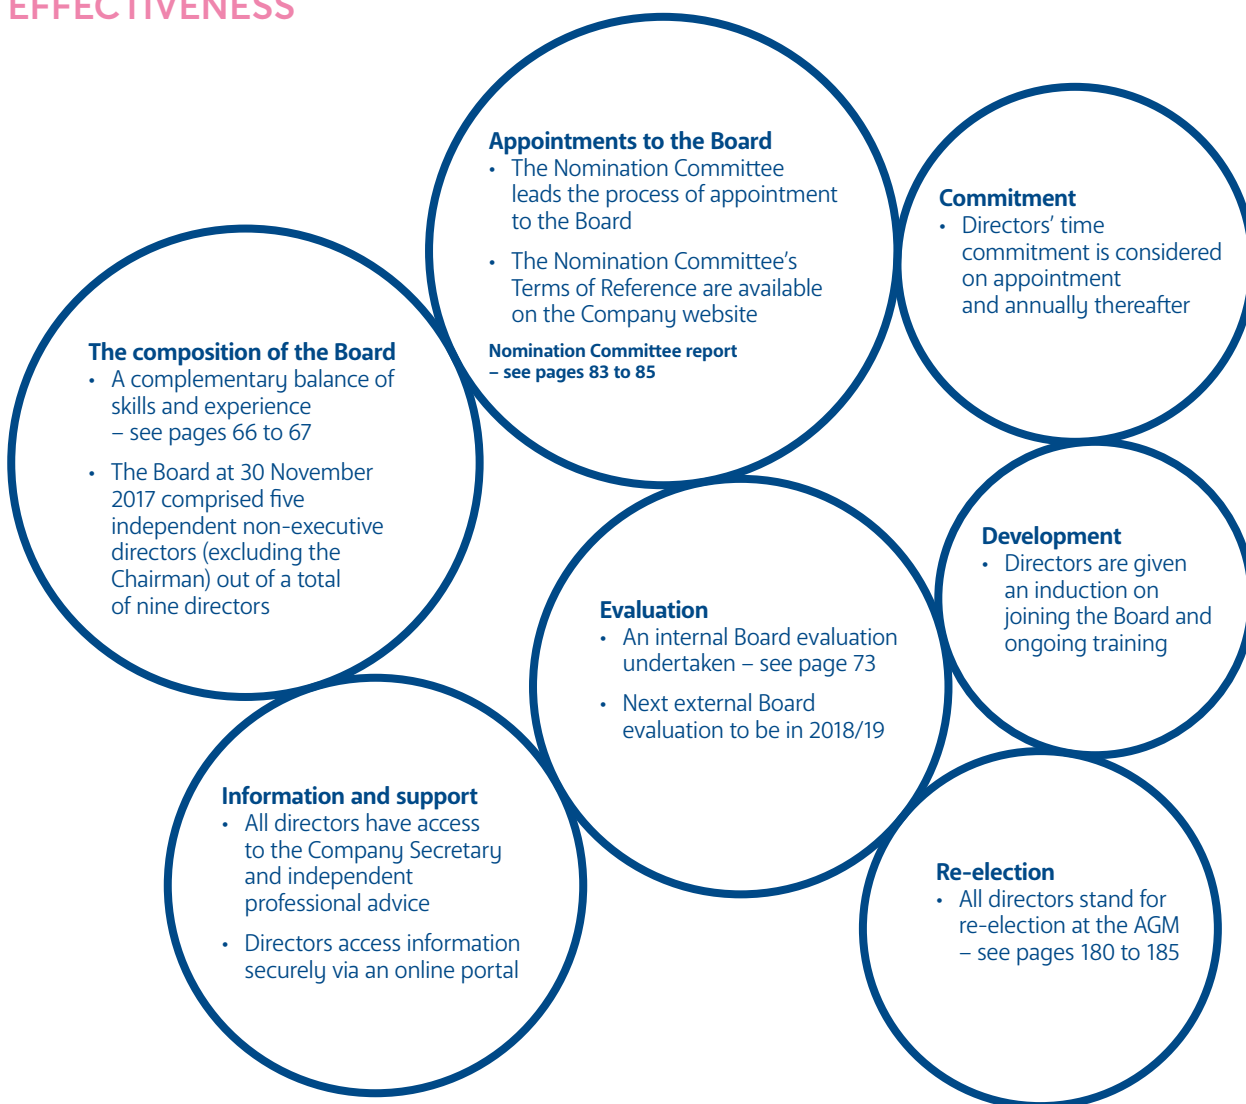 EFFECTIVENESS
Appointments to the Board
• The Nomination Committee
leads the process of appointment
to the Board
• The Nomination Committee's
Terms of Reference are available
on the Company website
Nomination Committee report
– see pages 83 to 85
Commitment
• Directors' time
commitment is considered
on appointment
and annually thereafter
The composition of the Board
• A complementary balance of
skills and experience
– see pages 66 to 67
• The Board at 30 November
2017 comprised five
independent non-executive
directors (excluding the
Chairman) out of a total
of nine directors
Development
• Directors are given
an induction on
joining the Board and
ongoing training
Evaluation
• An internal Board evaluation
undertaken – see page 73
• Next external Board
evaluation to be in 2018/19
Information and support
• All directors have access
to the Company Secretary
and independent
professional advice
• Directors access information
securely via an online portal
Re-election
• All directors stand for
re-election at the AGM
– see pages 180 to 185